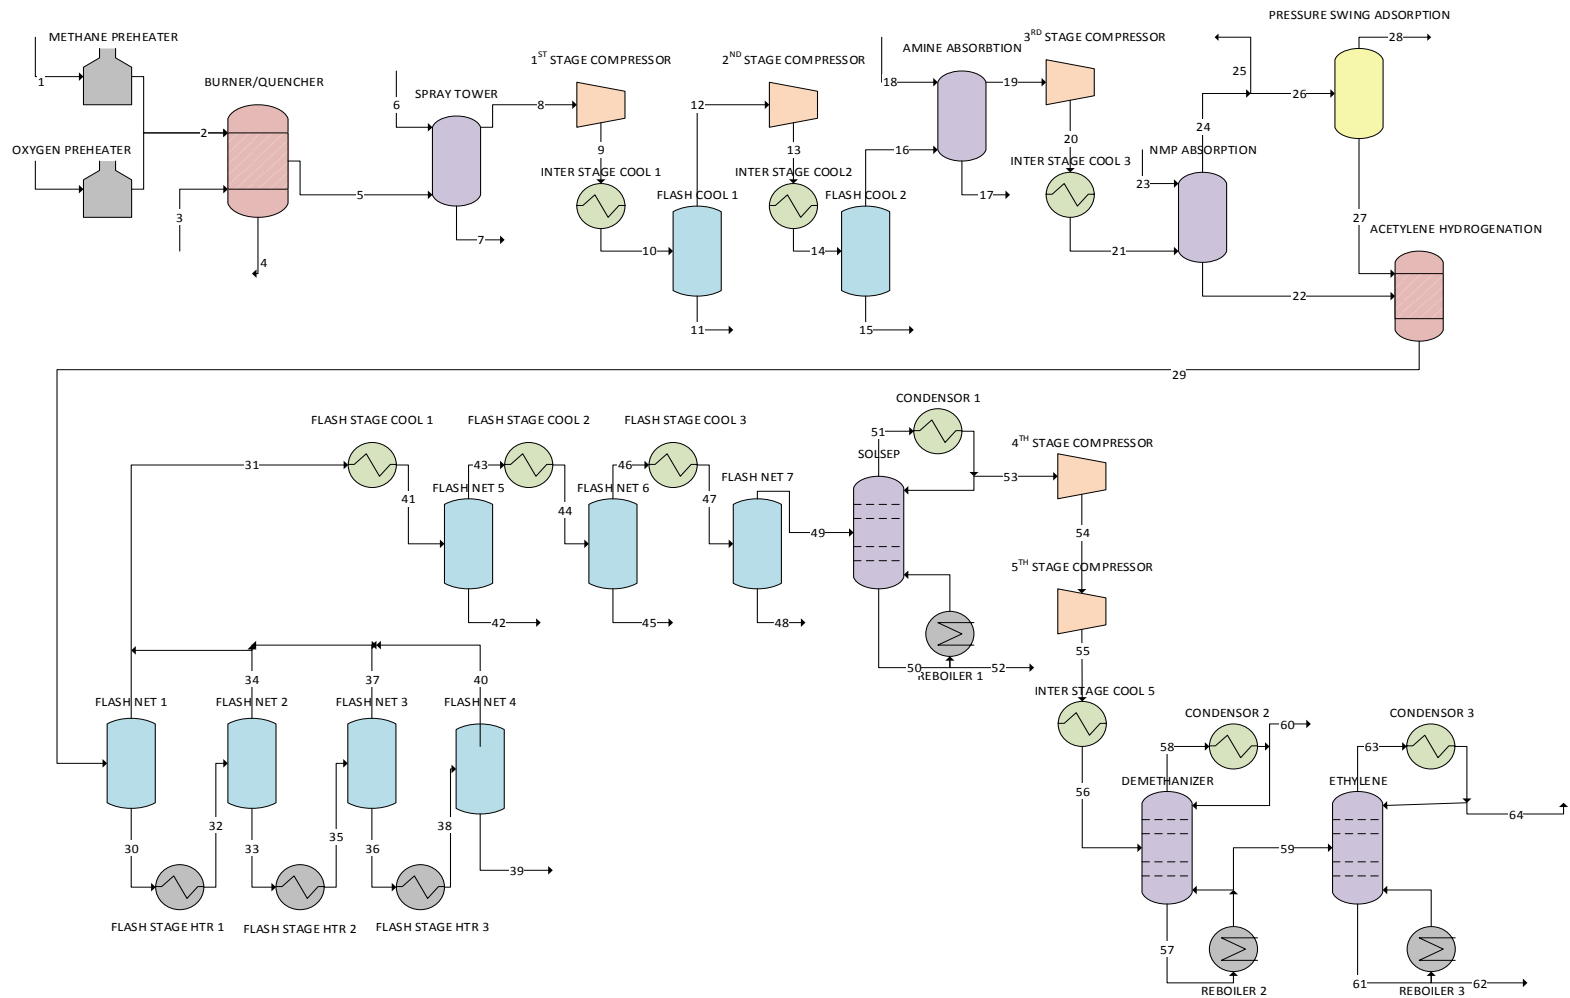 PRESSURE SWING ADSORPTION
METHANE PREHEATER
1
BURNER/QUENCHER
OXYGEN PREHEATER
2
3
4
5
SPRAY TOWER
6
7
8
1ST STAGE COMPRESSOR
9
INTER STAGE COOL 1
10
FLASH COOL 1
11
12
2ND STAGE COMPRESSOR
13
INTER STAGE COOL2
14
FLASH COOL 2
15
16
AMINE ABSORBTION
17
18
19
3RD STAGE COMPRESSOR
20
INTER STAGE COOL 3
21
NMP ABSORPTION
22
23
24
25
26
27
28
ACETYLENE HYDROGENATION
29
FLASH STAGE COOL 1
FLASH STAGE COOL 2
FLASH STAGE COOL 3
31
41
FLASH NET 5
42
43
44
FLASH NET 6
45
46
47
FLASH NET 7
48
49
CONDENSOR 1
51
SOLSEP
50
52
REBOILER 1
53
4TH STAGE COMPRESSOR
54
5TH STAGE COMPRESSOR
55
INTER STAGE COOL 5
56
FLASH NET 1
FLASH NET 2
FLASH NET 3
FLASH NET 4
34
37
40
30
32
33
35
36
38
39
FLASH STAGE HTR 1
FLASH STAGE HTR 2
FLASH STAGE HTR 3
CONDENSOR 2
58
60
DEMETHANIZER
57
REBOILER 2
59
CONDENSOR 3
63
ETHYLENE
64
61
REBOILER 3
62